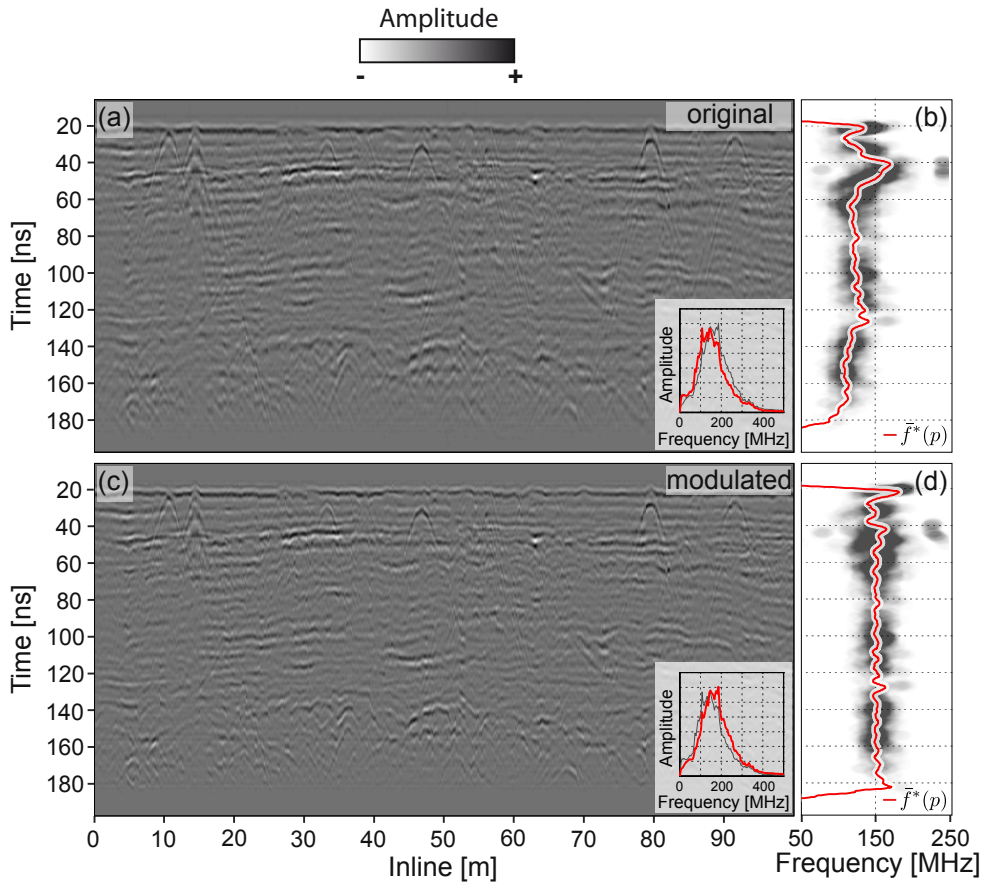 Amplitude
- +
(a) original (b)
20
40
60
80
100
120
140
160
180
Time [ns]
Amplitude
0 200 400
Frequency [MHz]
f̄*(p)
(c) modulated (d)
20
40
60
80
100
120
140
160
180
Time [ns]
Amplitude
0 200 400
Frequency [MHz]
f̄*(p)
0 10 20 30 40 50 60 70 80 90 50 150 250
Inline [m] Frequency [MHz]